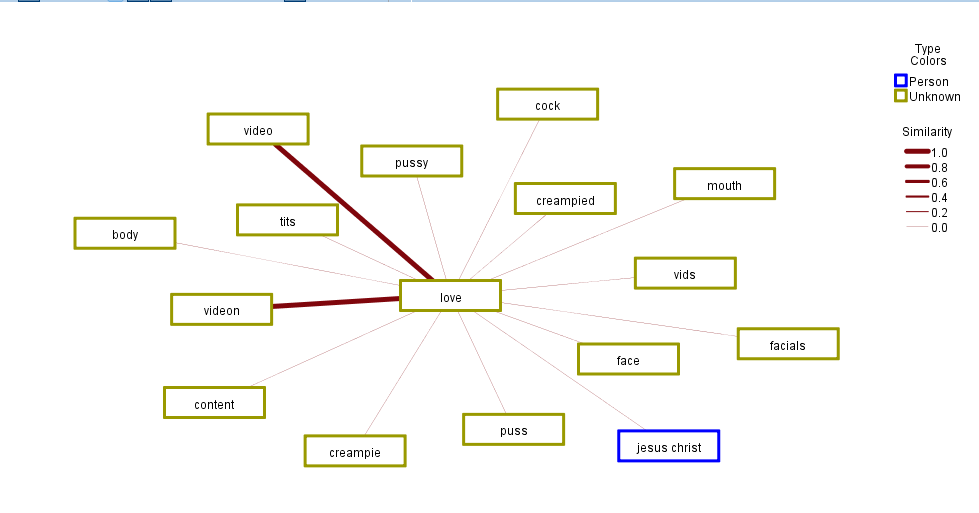 Type
Colors
Person
Unknown
Similarity
1.0
0.8
0.6
0.4
0.2
0.0
cock
video
pussy
mouth
creampied
tits
body
vids
love
videon
facials
face
content
puss
jesus christ
creampie